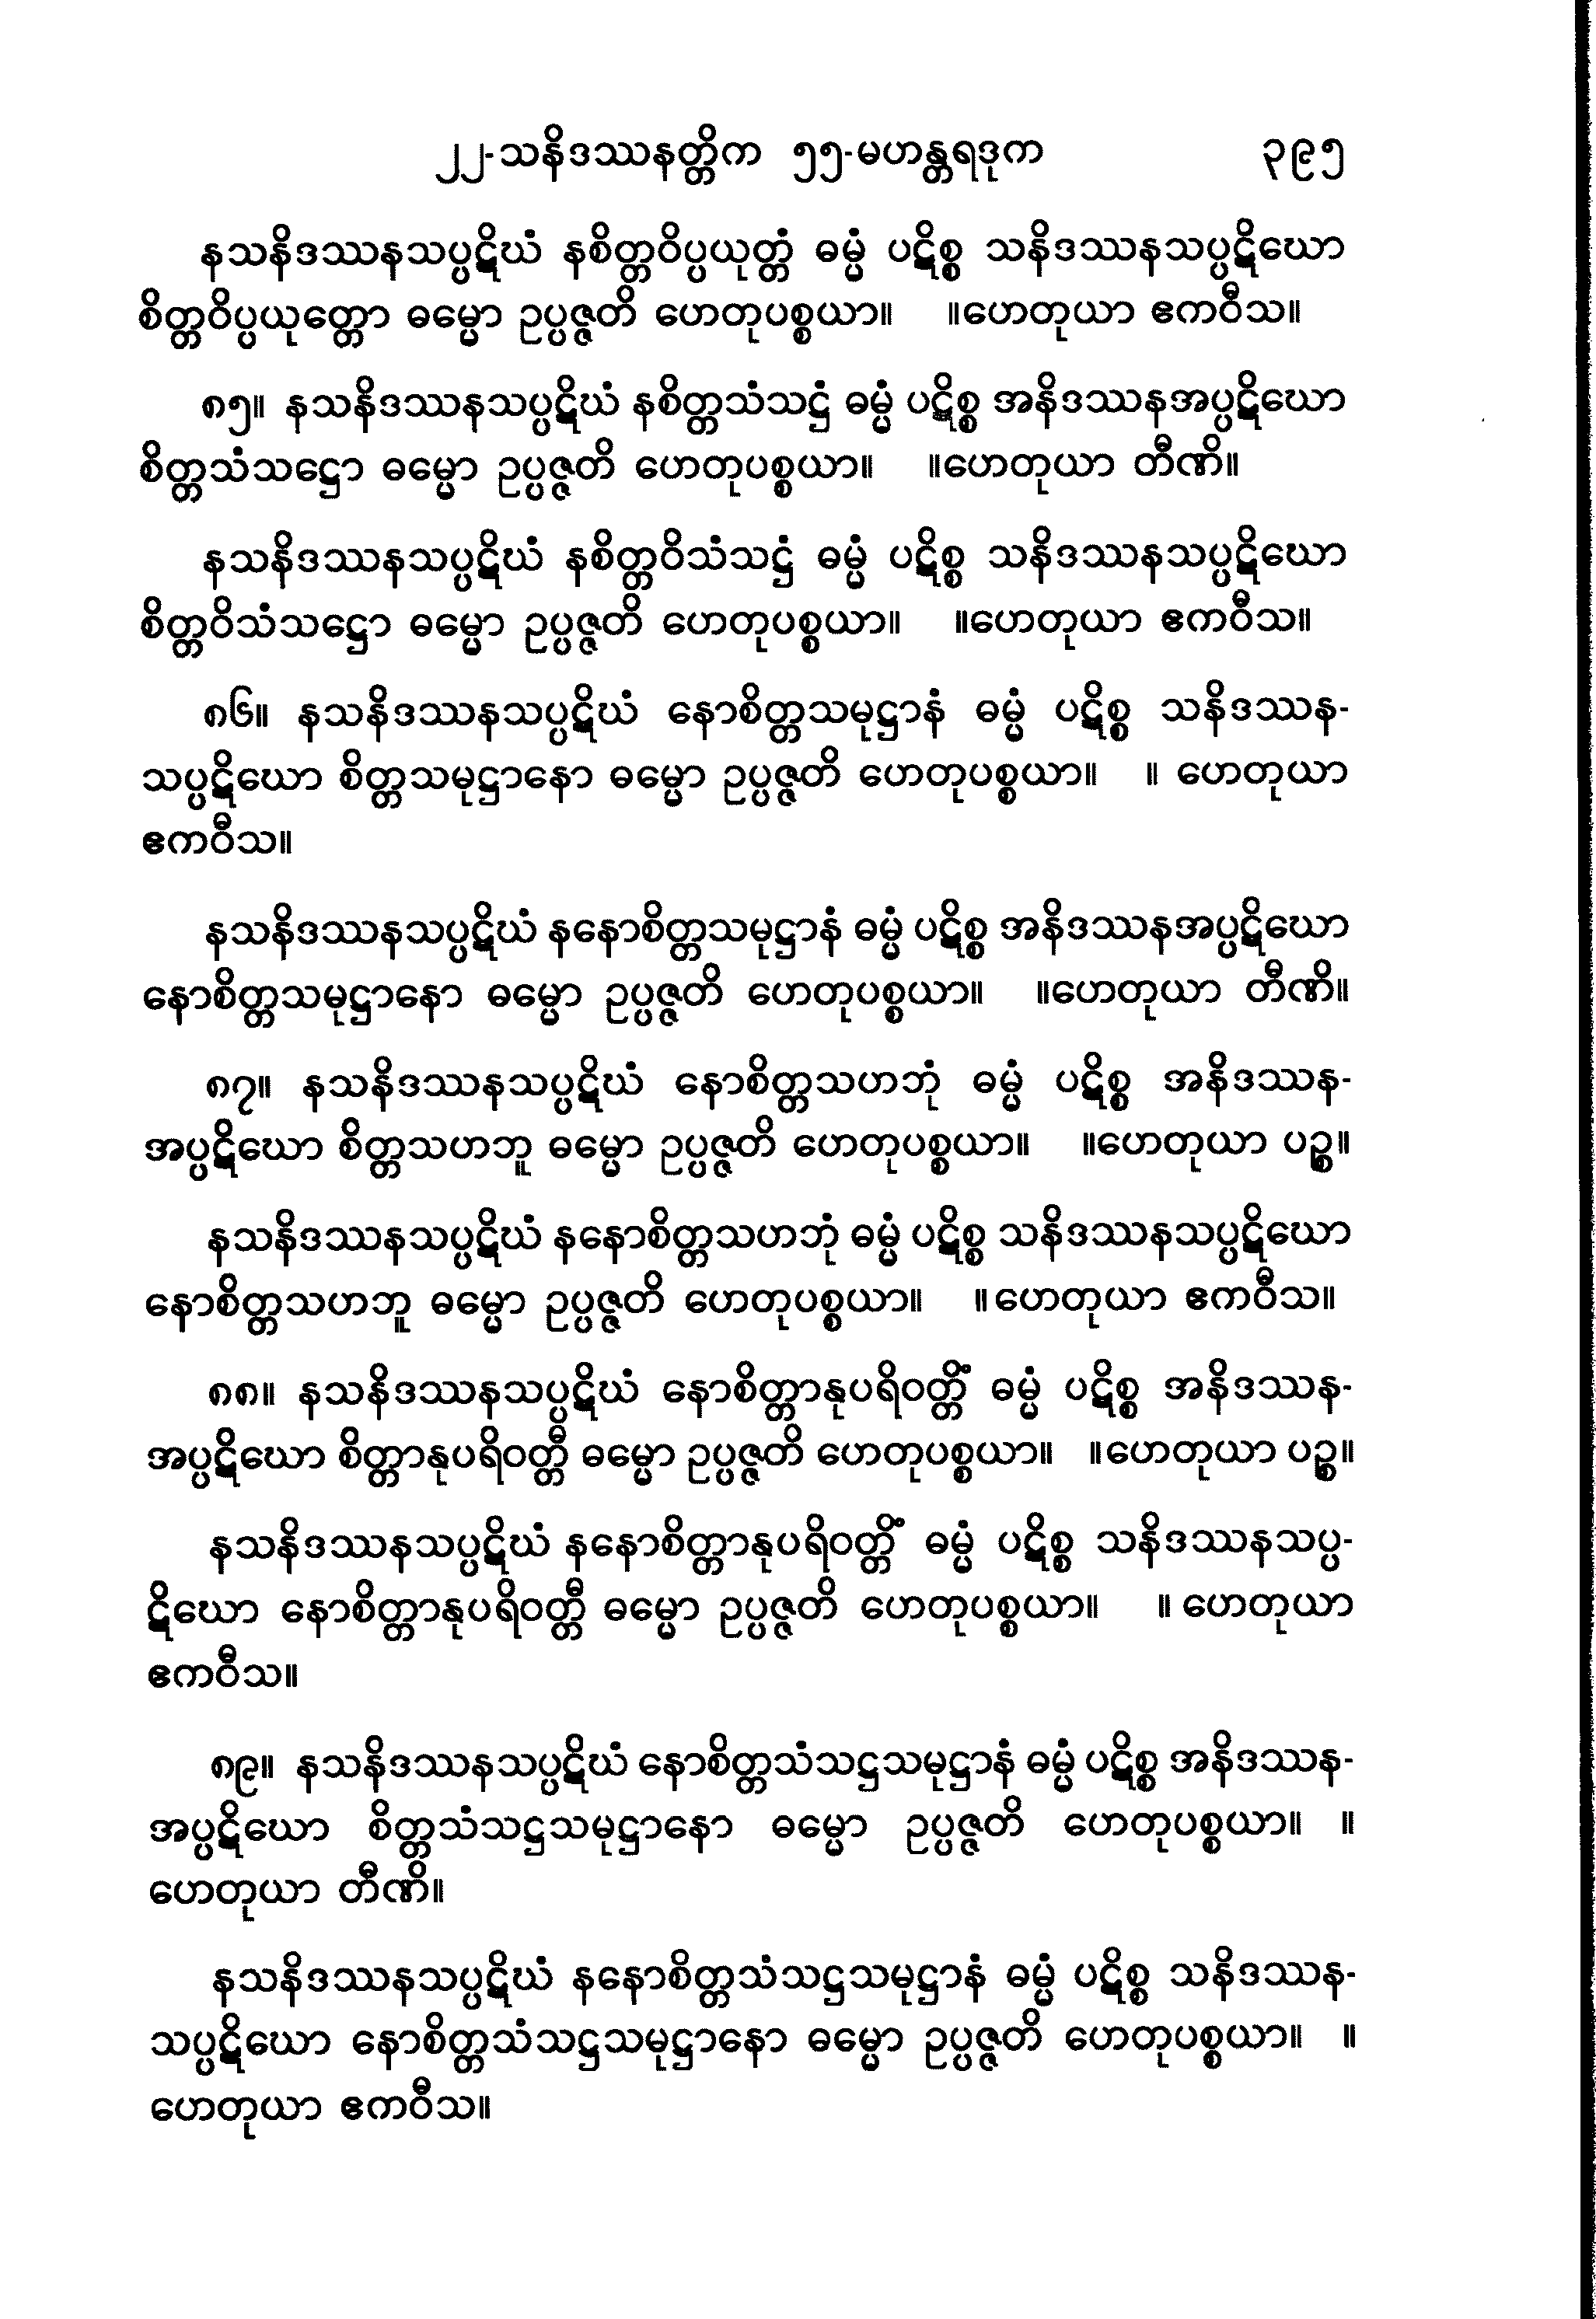 ၂၂-သနိဒဿနတ္တိက ၅၅-မဟန္တရဒုက ၃၉၅
နသနိဒဿနသပ္ပဋိဃံ နစိတ္တဝိပ္ပယုတ္တံ ဓမ္မံ ပဋိစ္စ သနိဒဿနသပ္ပဋိဃော
စိတ္တဝိပ္ပယုတ္တော ဓမ္မော ဥပ္ပဇ္ဇတိ ဟေတုပစ္စယာ။ ။ဟေတုယာ ဧကဝီသ။
၈၅။ နသနိဒဿနသပ္ပဋိဃံ နစိတ္တသံသဋ္ဌံ ဓမ္မံ ပဋိစ္စ အနိဒဿနအပ္ပဋိဃော
စိတ္တသံသဋ္ဌော ဓမ္မော ဥပ္ပဇ္ဇတိ ဟေတုပစ္စယာ။ ။ဟေတုယာ တီဏိ။
နသနိဒဿနသပ္ပဋိဃံ နစိတ္တဝိသံသဋ္ဌံ ဓမ္မံ ပဋိစ္စ သနိဒဿနသပ္ပဋိဃော
စိတ္တဝိသံသဋ္ဌော ဓမ္မော ဥပ္ပဇ္ဇတိ ဟေတုပစ္စယာ။ ။ဟေတုယာ ဧကဝီသ။
၈၆။ နသနိဒဿနသပ္ပဋိဃံ နောစိတ္တသမုဋ္ဌာနံ ဓမ္မံ ပဋိစ္စ သနိဒဿန-
သပ္ပဋိဃော စိတ္တသမုဋ္ဌာနော ဓမ္မော ဥပ္ပဇ္ဇတိ ဟေတုပစ္စယာ။ ။ ဟေတုယာ
ဧကဝီသ။
နသနိဒဿနသပ္ပဋိဃံ နနောစိတ္တသမုဋ္ဌာနံ ဓမ္မံ ပဋိစ္စ အနိဒဿနအပ္ပဋိဃော
နောစိတ္တသမုဋ္ဌာနော ဓမ္မော ဥပ္ပဇ္ဇတိ ဟေတုပစ္စယာ။ ။ဟေတုယာ တီဏိ။
၈၇။ နသနိဒဿနသပ္ပဋိဃံ နောစိတ္တသဟဘုံ ဓမ္မံ ပဋိစ္စ အနိဒဿန-
အပ္ပဋိဃော စိတ္တသဟဘူ ဓမ္မော ဥပ္ပဇ္ဇတိ ဟေတုပစ္စယာ။ ။ဟေတုယာ ပဉ္စ။
နသနိဒဿနသပ္ပဋိဃံ နနောစိတ္တသဟဘုံ ဓမ္မံ ပဋိစ္စ သနိဒဿနသပ္ပဋိဃော
နောစိတ္တသဟဘူ ဓမ္မော ဥပ္ပဇ္ဇတိ ဟေတုပစ္စယာ။ ။ဟေတုယာ ဧကဝီသ။
၈၈။ နသနိဒဿနသပ္ပဋိဃံ နောစိတ္တာနုပရိဝတ္တိံ ဓမ္မံ ပဋိစ္စ အနိဒဿန-
အပ္ပဋိဃော စိတ္တာနုပရိဝတ္တီ ဓမ္မော ဥပ္ပဇ္ဇတိ ဟေတုပစ္စယာ။ ။ဟေတုယာ ပဉ္စ။
နသနိဒဿနသပ္ပဋိဃံ နနောစိတ္တာနုပရိဝတ္တိံ ဓမ္မံ ပဋိစ္စ သနိဒဿနသပ္ပ-
ဋိဃော နောစိတ္တာနုပရိဝတ္တီ ဓမ္မော ဥပ္ပဇ္ဇတိ ဟေတုပစ္စယာ။ ။ ဟေတုယာ
ဧကဝီသ။
၈၉။ နသနိဒဿနသပ္ပဋိဃံ နောစိတ္တသံသဋ္ဌသမုဋ္ဌာနံ ဓမ္မံ ပဋိစ္စ အနိဒဿန-
အပ္ပဋိဃော စိတ္တသံသဋ္ဌသမုဋ္ဌာနော ဓမ္မော ဥပ္ပဇ္ဇတိ ဟေတုပစ္စယာ။ ။
ဟေတုယာ တီဏိ။
နသနိဒဿနသပ္ပဋိဃံ နနောစိတ္တသံသဋ္ဌသမုဋ္ဌာနံ ဓမ္မံ ပဋိစ္စ သနိဒဿန-
သပ္ပဋိဃော နောစိတ္တသံသဋ္ဌသမုဋ္ဌာနော ဓမ္မော ဥပ္ပဇ္ဇတိ ဟေတုပစ္စယာ။ ။
ဟေတုယာ ဧကဝီသ။